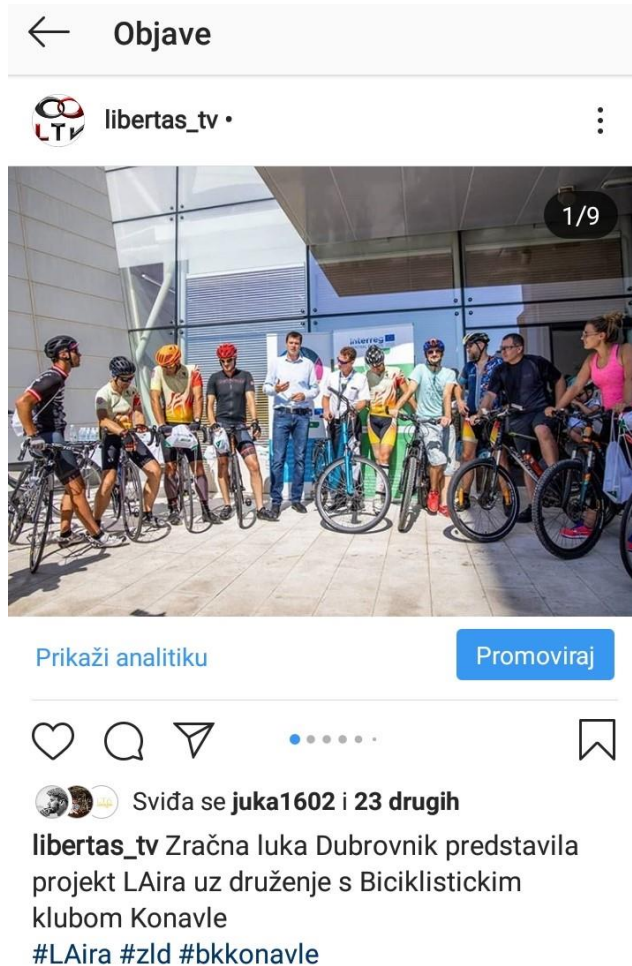 Objave
LTV
libertas_tv •
1/9
Interreg
Prikaži analitiku
Promoviraj
Sviđa se juka1602 i 23 drugih
libertas_tv Zračna luka Dubrovnik predstavila
projekt LAira uz druženje s Biciklistickim
klubom Konavle
#LAira #zld #bkkonavle